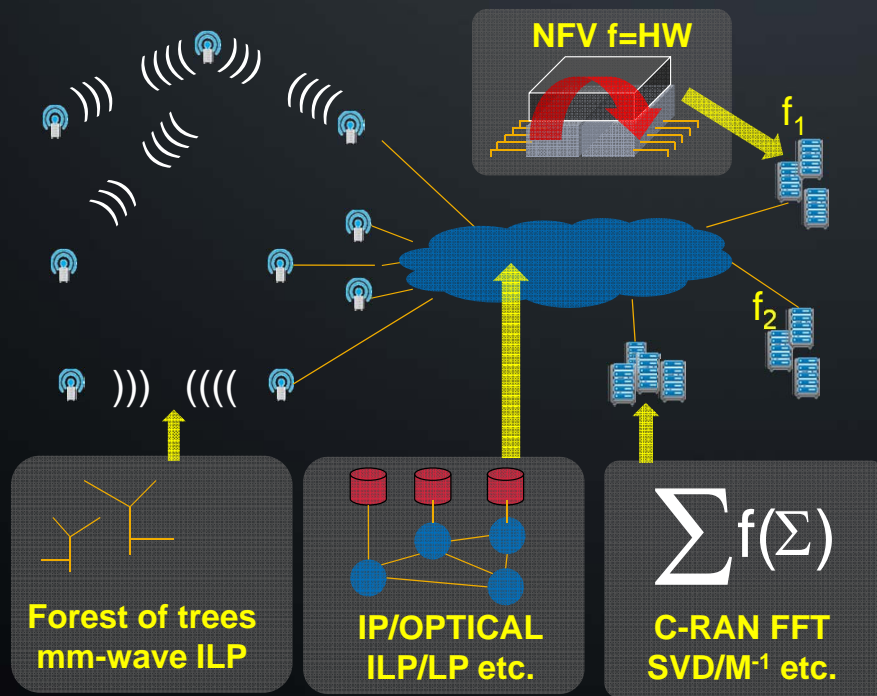 NFV f=HW
f₁
f₂
Forest of trees
mm-wave ILP
IP/OPTICAL
ILP/LP etc.
∑f(∑)
C-RAN FFT
SVD/M⁻¹ etc.